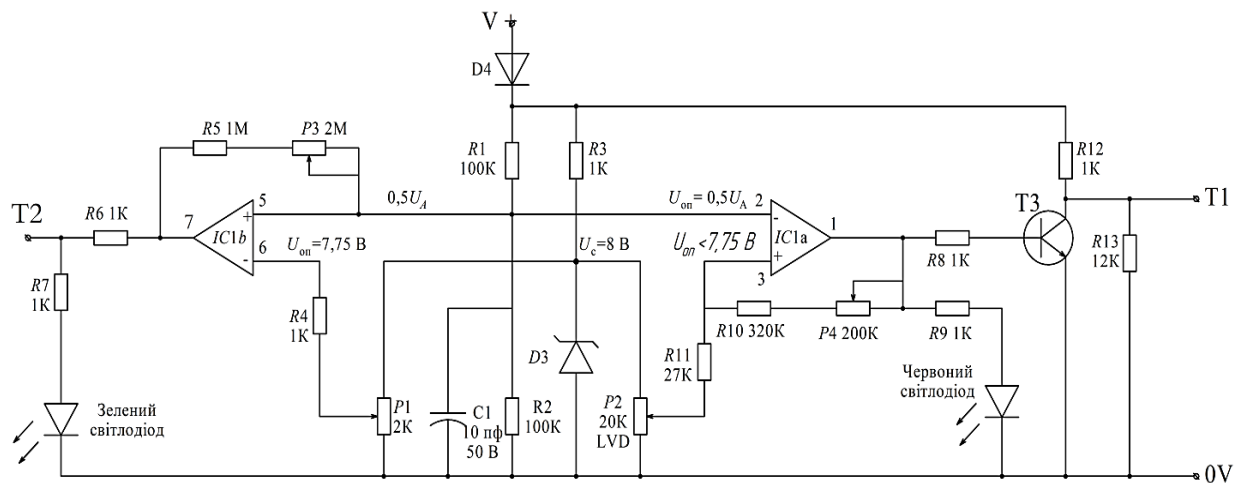 V
D4
R5 1M
P3 2M
R1
100K
R3
1K
R12
1K
T2
R6 1K
7
5
IC1b
+
6
-
0,5U_A
U_оп=7,75 В
U_с=8 В
U_оп= 0,5U_A
2
-
IC1a
+
3
1
U_оп<7,75 В
T3
T1
R8 1K
R13
12K
R7
1K
R4
1K
R10 320K
P4 200K
R9 1K
D3
R11
27K
Зелений
світлодіод
P1
2K
C1
10 пф
50 В
R2
100K
P2
20K
LVD
Червоний
світлодіод
0V